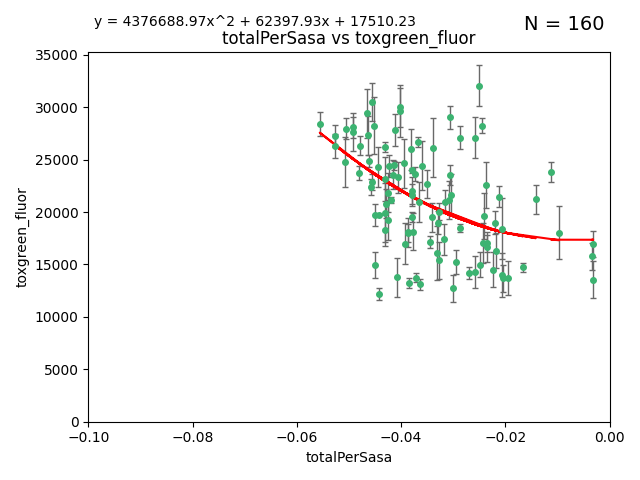 y = 4376688.97x^2 + 62397.93x + 17510.23
N = 160
totalPerSasa vs toxgreen_fluor
35000
30000
25000
20000
15000
10000
5000
0
toxgreen_fluor
−0.10 −0.08 −0.06 −0.04 −0.02 0.00
totalPerSasa